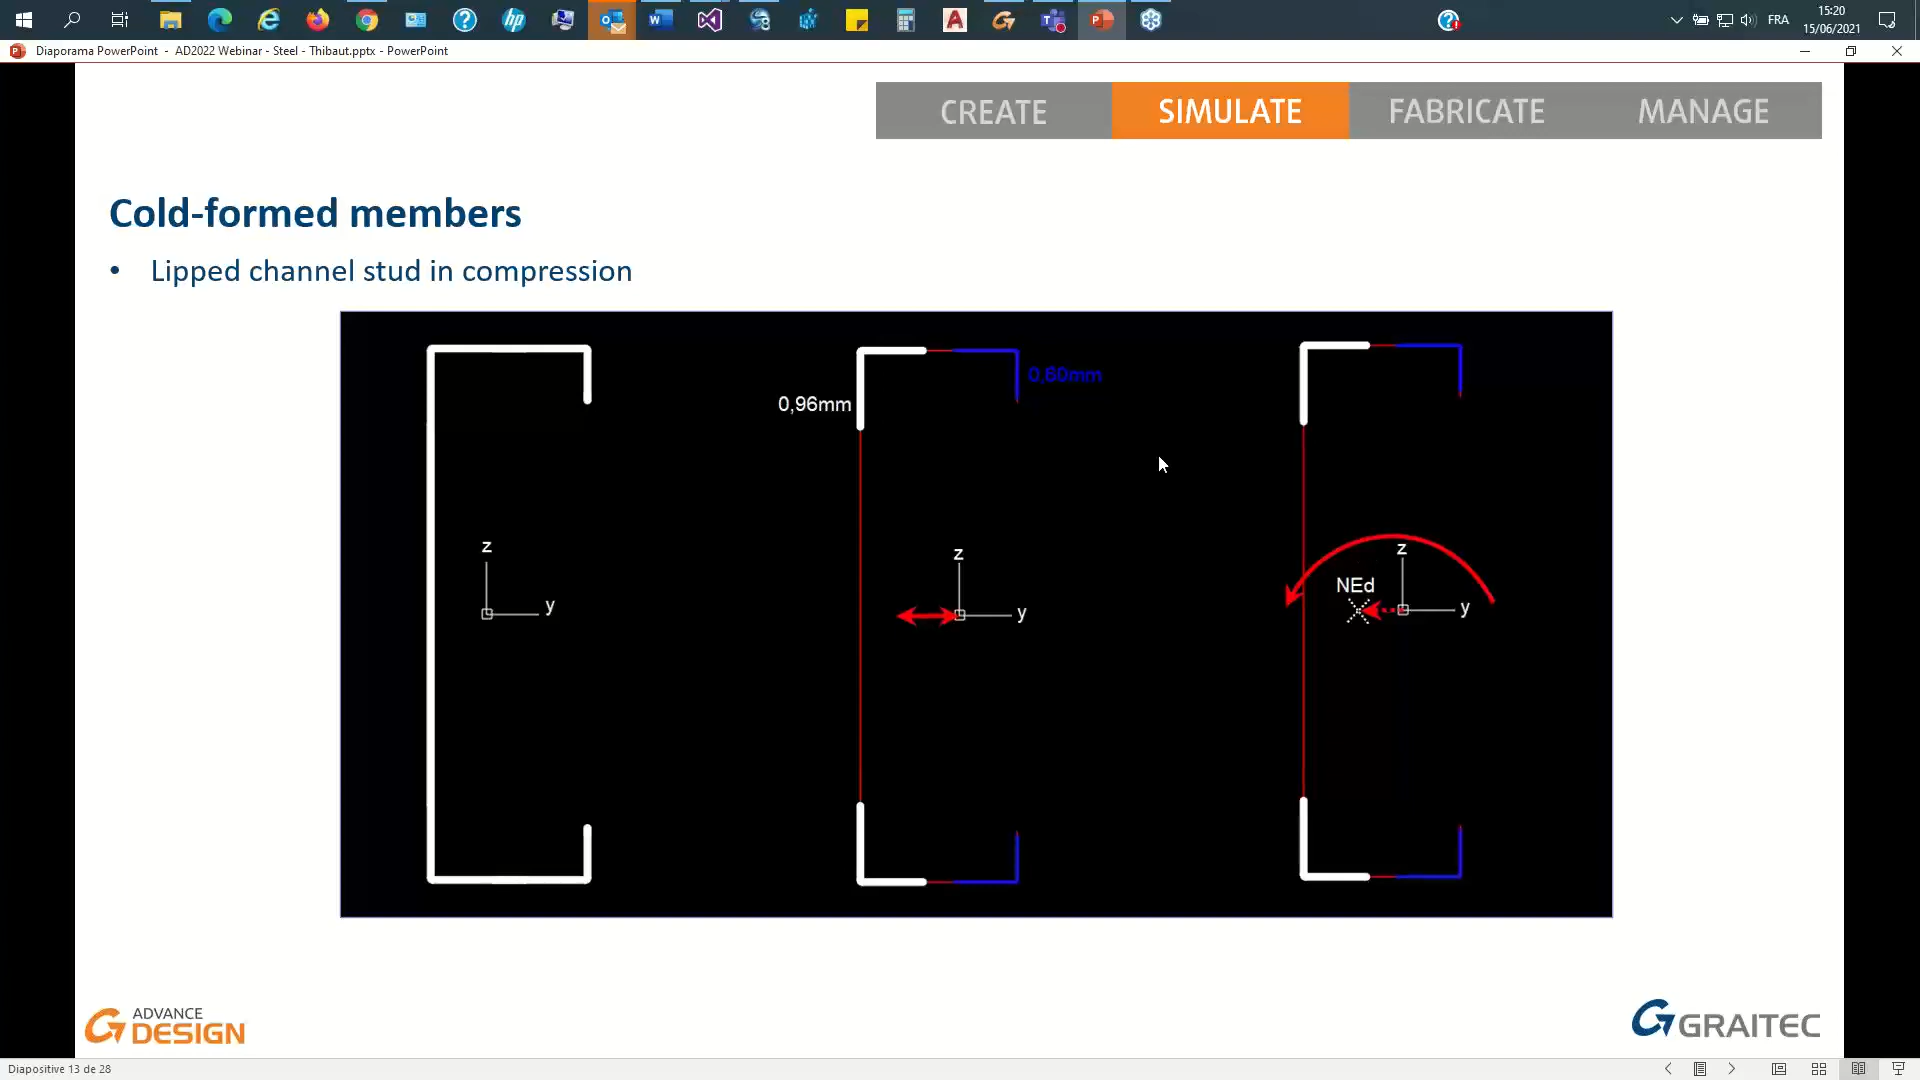 FRA
15:20
15/06/2021
Diaporama PowerPoint - AD2022 Webinar - Steel - Thibaut.pptx - PowerPoint
CREATE SIMULATE FABRICATE MANAGE
Cold-formed members
• Lipped channel stud in compression
0,60mm
0,96mm
z
y
z
y
z
NEd
y
ADVANCE
DESIGN
GRAITEC
Diapositive 13 de 28